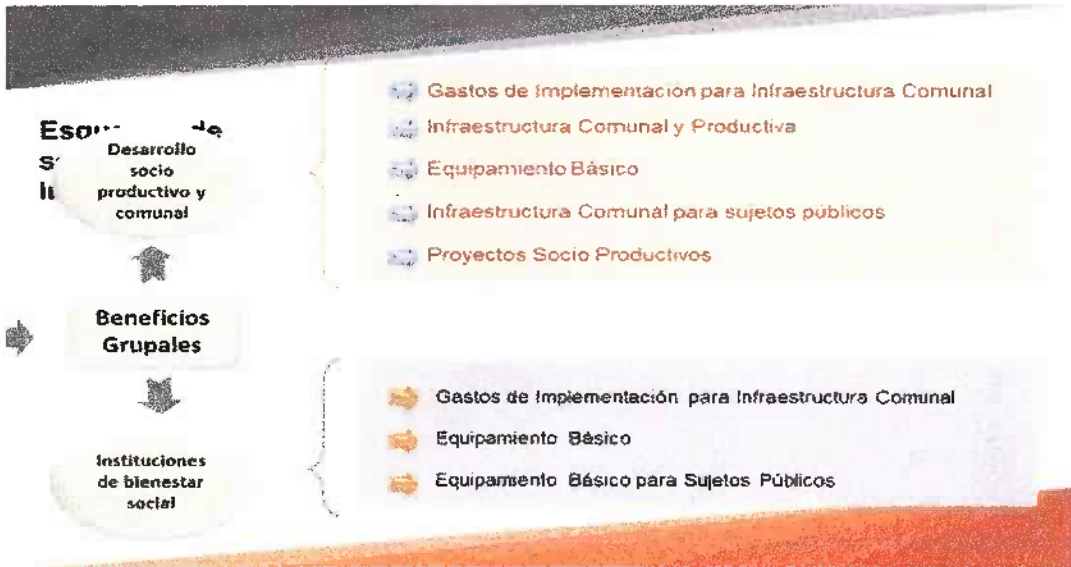 Desarrollo
socio
productivo y
comunal
Gastos de Implementación para Infraestructura Comunal
Infraestructura Comunal y Productiva
Equipamiento Básico
Infraestructura Comunal para sujetos públicos
Proyectos Socio Productivos
Beneficios
Grupales
Instituciones
de bienestar
social
Gastos de Implementación para Infraestructura Comunal
Equipamiento Básico
Equipamiento Básico para Sujetos Públicos